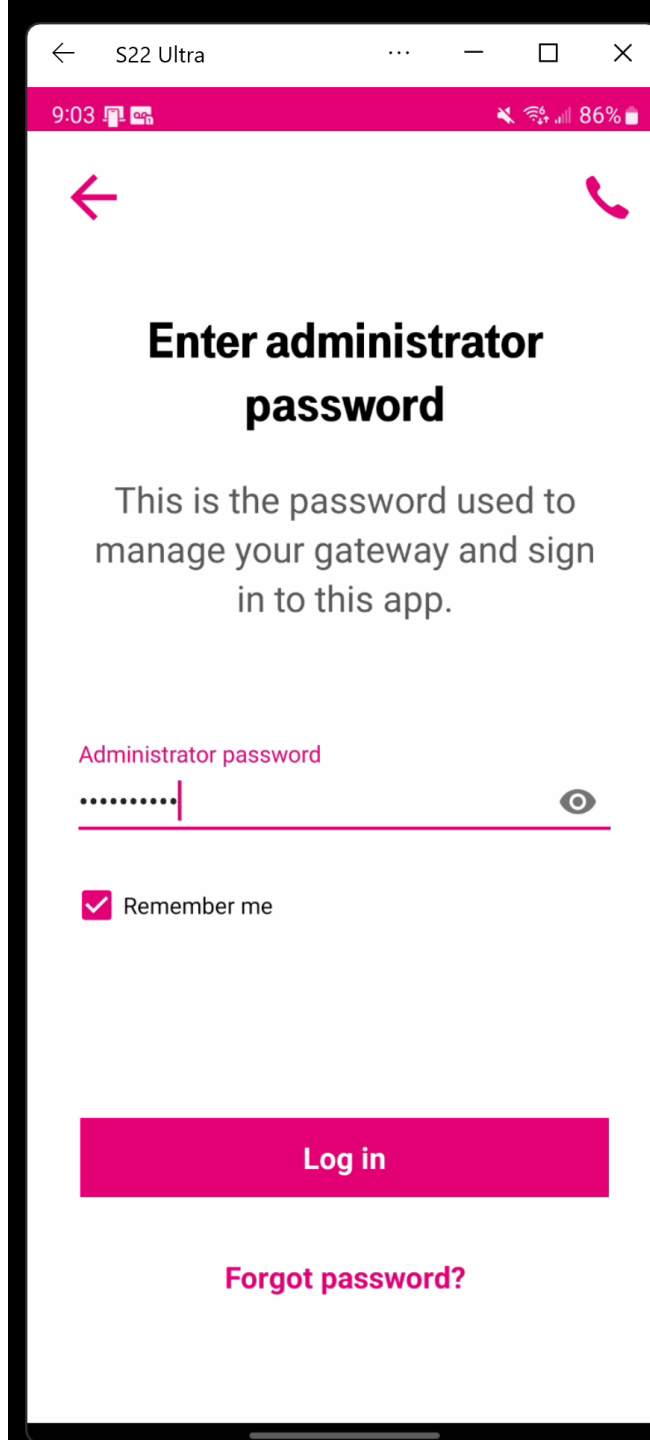 S22 Ultra
9:03 86%
Enter administrator
password
This is the password used to
manage your gateway and sign
in to this app.
Administrator password
••••••••••
Remember me
Log in
Forgot password?